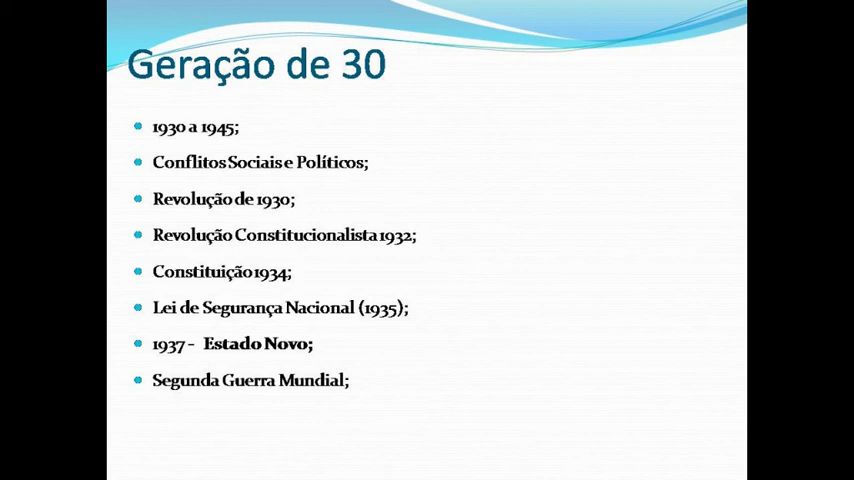 Geração de 30
1930 a 1945;
Conflitos Sociais e Políticos;
Revolução de 1930;
Revolução Constitucionalista 1932;
Constituição 1934;
Lei de Segurança Nacional (1935);
1937 - Estado Novo;
Segunda Guerra Mundial;